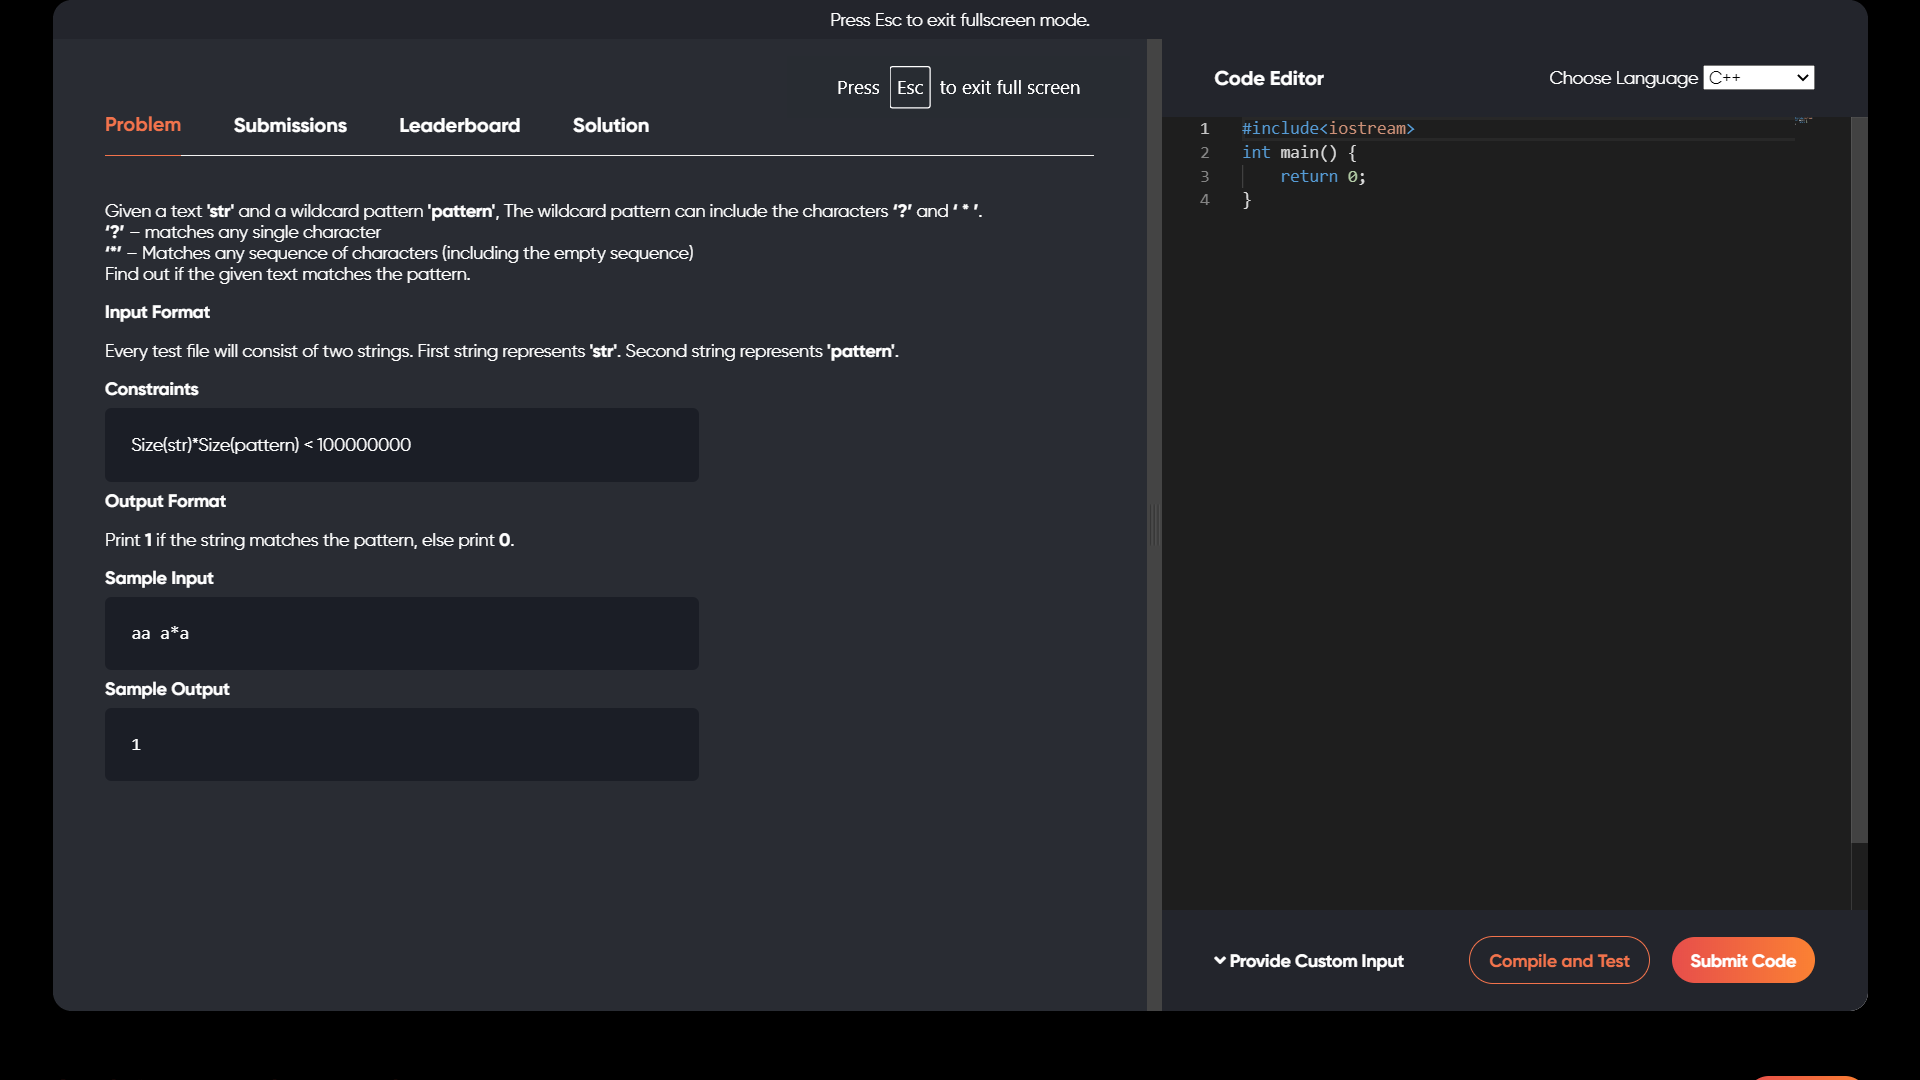 Press Esc to exit fullscreen mode.
Press Esc to exit full screen
Problem
Submissions
Leaderboard
Solution
Given a text 'str' and a wildcard pattern 'pattern', The wildcard pattern can include the characters ‘?’ and ‘ * ’.
‘?’ – matches any single character
‘*’ – Matches any sequence of characters (including the empty sequence)
Find out if the given text matches the pattern.
Input Format
Every test file will consist of two strings. First string represents 'str'. Second string represents 'pattern'.
Constraints
Size(str)*Size(pattern) < 100000000
Output Format
Print 1 if the string matches the pattern, else print 0.
Sample Input
aa a*a
Sample Output
1
Code Editor
Choose Language C++
1 #include<iostream>
2 int main() {
3     return 0;
4 }
Provide Custom Input
Compile and Test
Submit Code